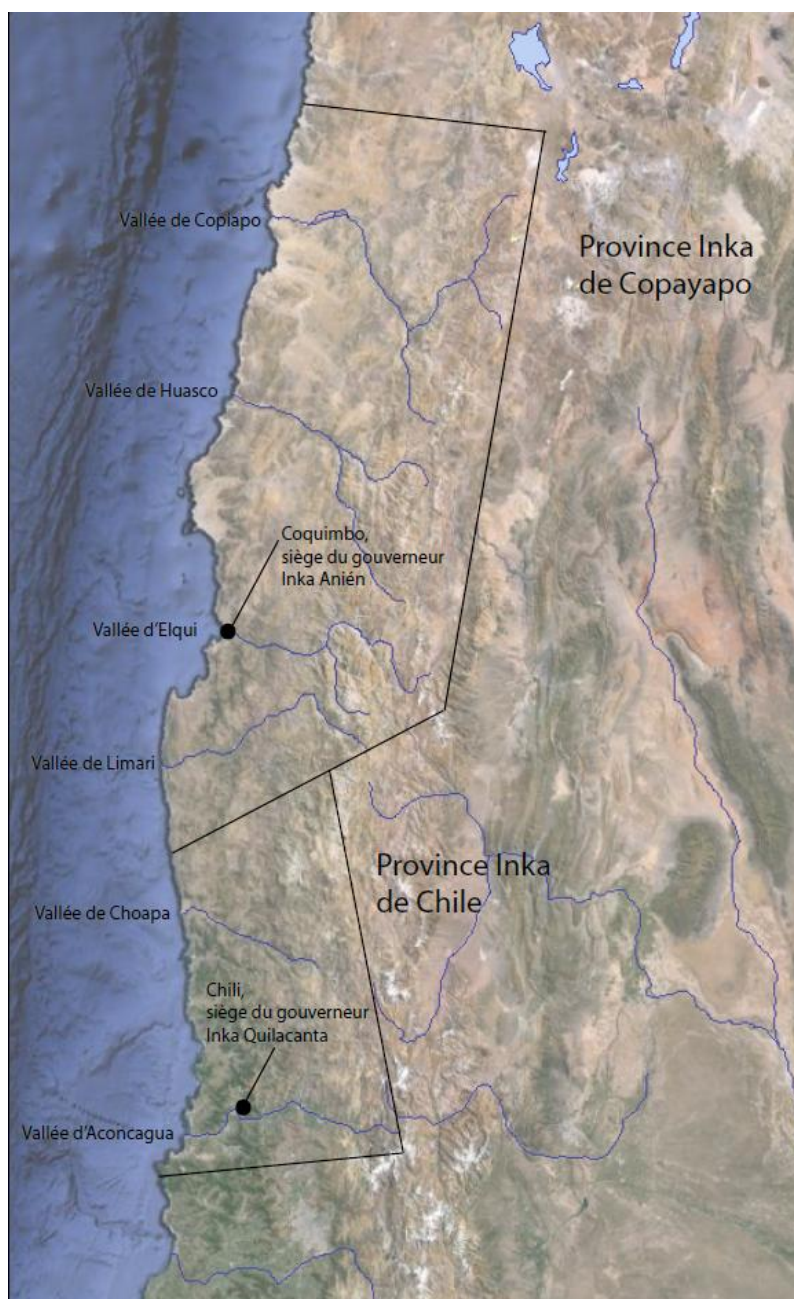 Vallée de Copiapo
Province Inka
de Copayapo
Vallée de Huasco
Coquimbo,
siège du gouverneur
Inka Anién
Vallée d'Elqui
Vallée de Limari
Province Inka
de Chile
Vallée de Choapa
Chili,
siège du gouverneur
Inka Quilacanta
Vallée d'Aconcagua